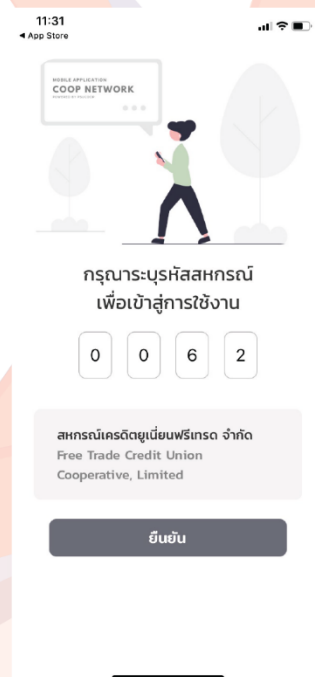 11:31
◀ App Store
MOBILE APPLICATION
COOP NETWORK
กรุณาระบุรหัสสหกรณ์
เพื่อเข้าสู่การใช้งาน
0 0 6 2
สหกรณ์เครดิตยูเนี่ยนฟรีเทรด จำกัด
Free Trade Credit Union
Cooperative, Limited
ยืนยัน